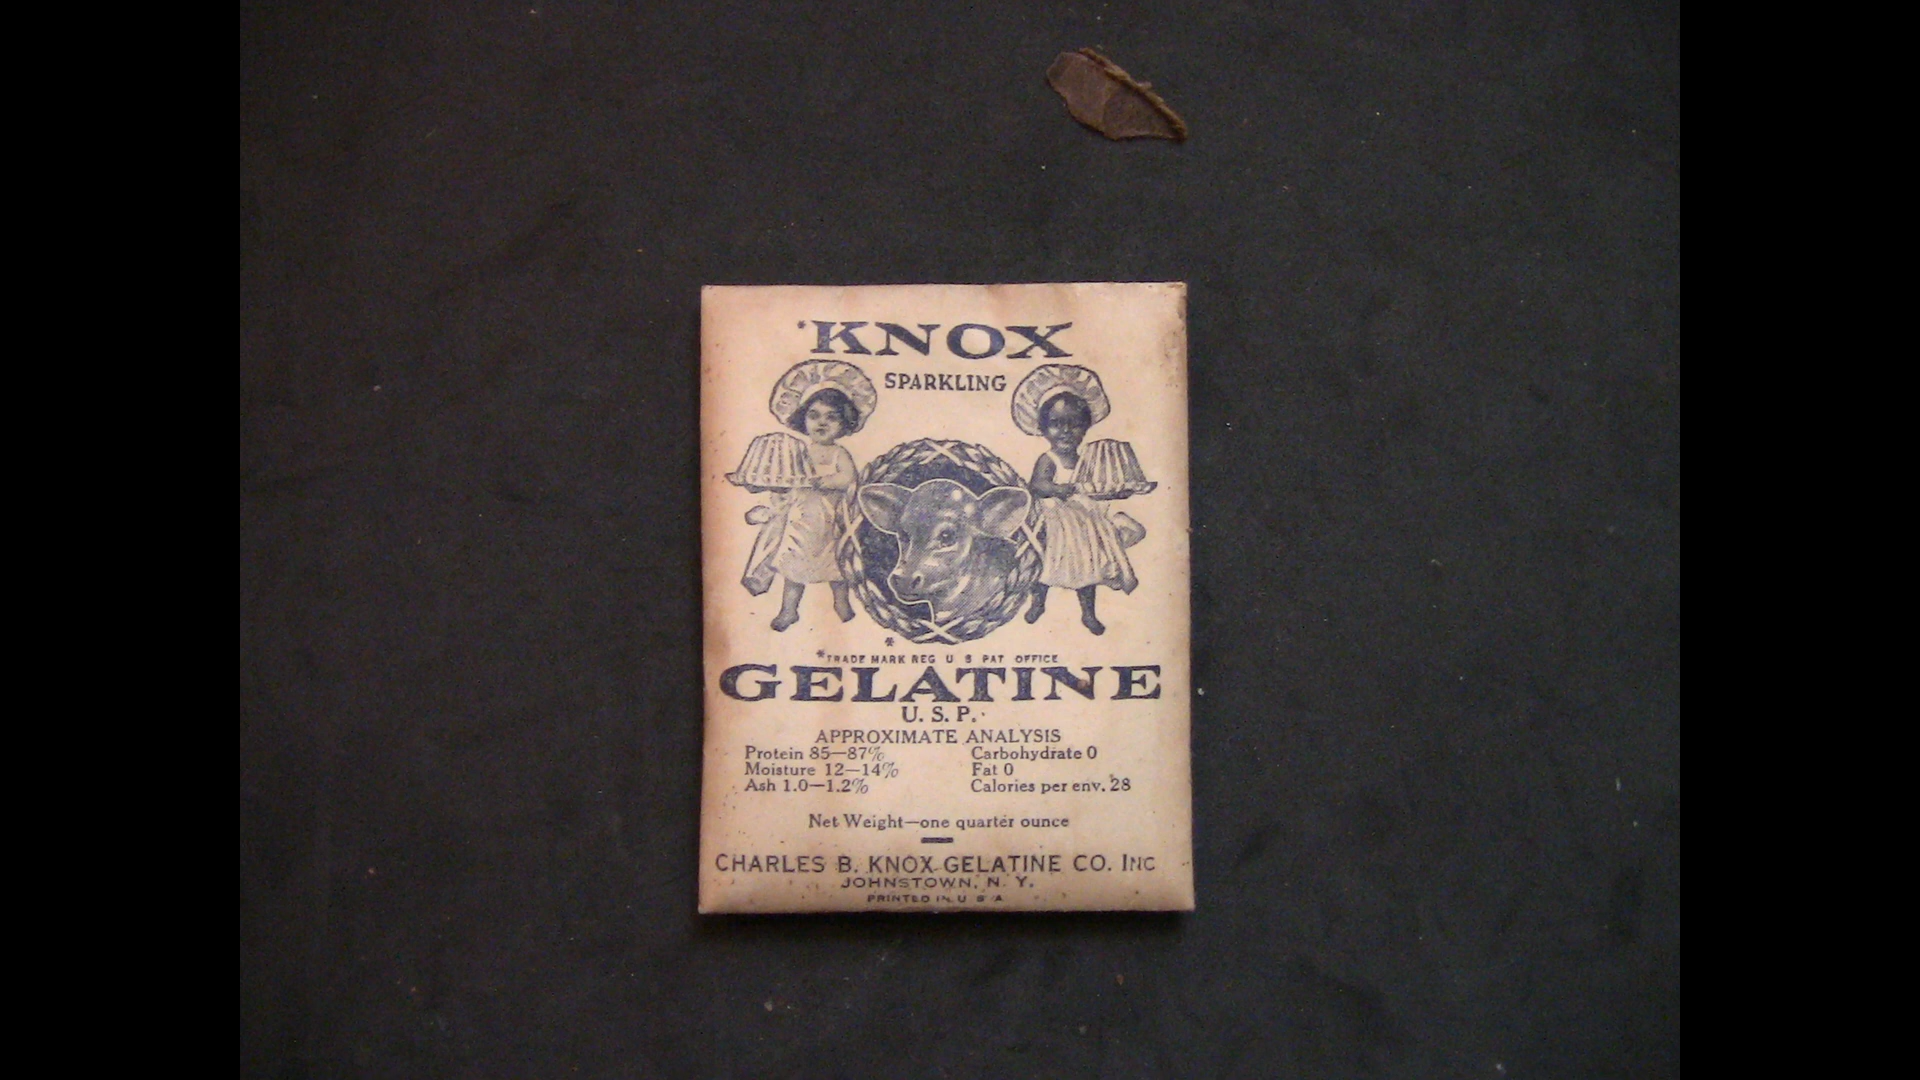 *KNOX
SPARKLING
*
*TRADE MARK REG U S PAT OFFICE
GELATINE
U. S. P.
APPROXIMATE ANALYSIS
Protein 85—87% Carbohydrate 0
Moisture 12—14% Fat 0
Ash 1.0—1.2% Calories per env. 28
Net Weight—one quarter ounce
CHARLES B. KNOX GELATINE CO. INC
JOHNSTOWN, N. Y.
PRINTED IN U S A